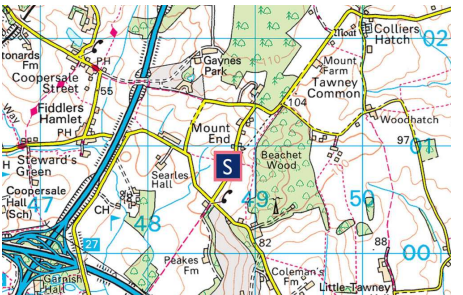 Colliers
Hatch
02
Moat
tonards
Fm
PH
Gaynes
Park
Mount
Farm
Coopersale
Street
55
Tawney
Common
104
Fiddlers
Hamlet
Way
Woodhatch
PH
Mount
End
97
01
H
Steward's
Green
S
Beachet
Wood
Searles
Hall
Coopersale
Hall
(Sch)
47
CH
48
49
50
27
82
88
00
Garnish
Hall
Peakes
Fm
Coleman's
Fm
Little Tawney